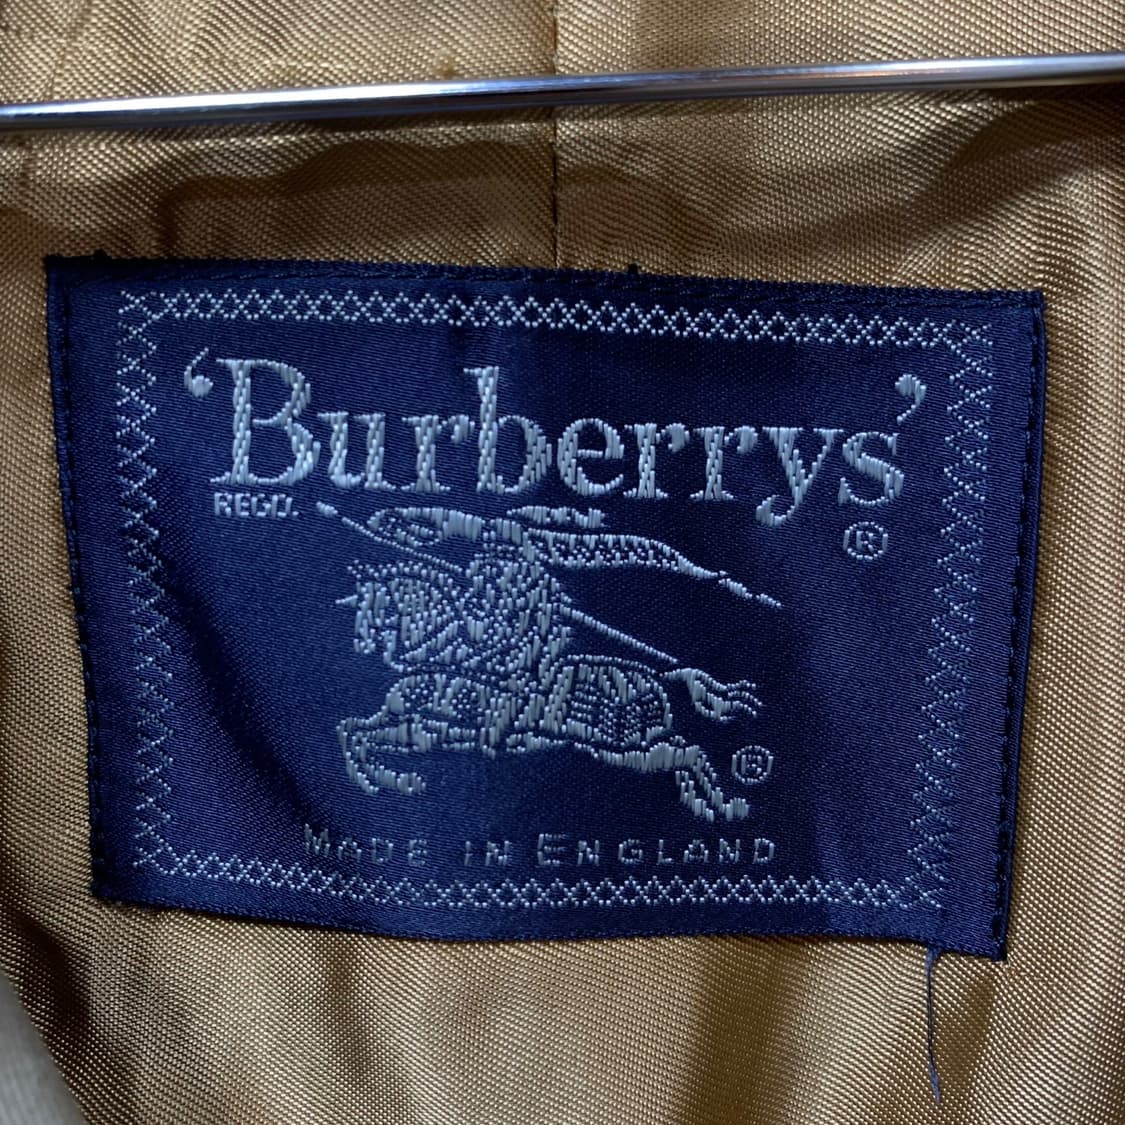 ‘Burberrys’
REGD.
®
®
MADE IN ENGLAND